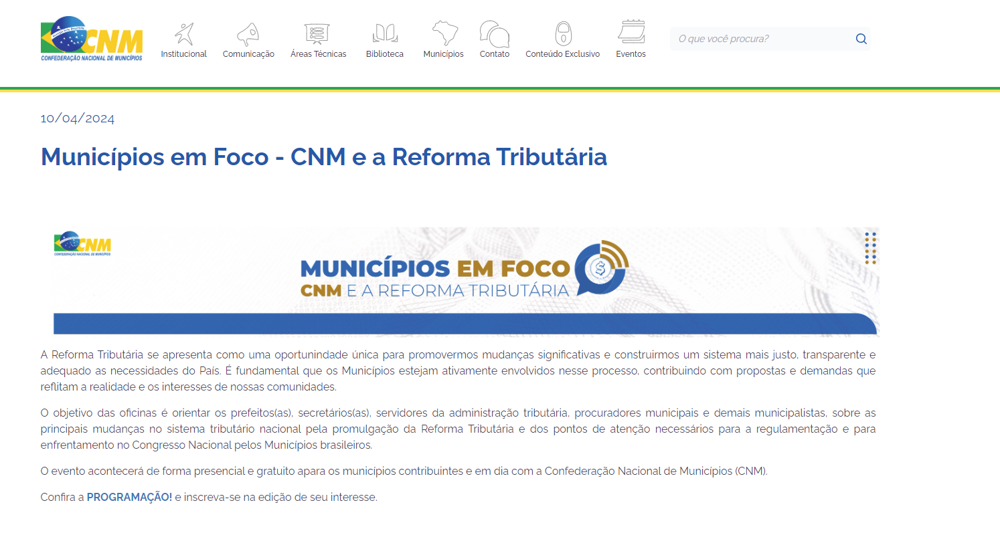 CNM
CONFEDERAÇÃO NACIONAL DE MUNICÍPIOS
Institucional
Comunicação
Áreas Técnicas
Biblioteca
Municípios
Contato
Conteúdo Exclusivo
Eventos
O que você procura?
10/04/2024
Municípios em Foco - CNM e a Reforma Tributária
CNM
CONFEDERAÇÃO NACIONAL DE MUNICÍPIOS
MUNICÍPIOS EM FOCO
CNM E A REFORMA TRIBUTÁRIA
$
A Reforma Tributária se apresenta como uma oportunindade única para promovermos mudanças significativas e construirmos um sistema mais justo, transparente e
adequado as necessidades do País. É fundamental que os Municípios estejam ativamente envolvidos nesse processo, contribuindo com propostas e demandas que
reflitam a realidade e os interesses de nossas comunidades.
O objetivo das oficinas é orientar os prefeitos(as), secretários(as), servidores da administração tributária, procuradores municipais e demais municipalistas, sobre as
principais mudanças no sistema tributário nacional pela promulgação da Reforma Tributária e dos pontos de atenção necessários para a regulamentação e para
enfrentamento no Congresso Nacional pelos Municípios brasileiros.
O evento acontecerá de forma presencial e gratuito apara os municípios contribuintes e em dia com a Confederação Nacional de Municípios (CNM).
Confira a PROGRAMAÇÃO! e inscreva-se na edição de seu interesse.